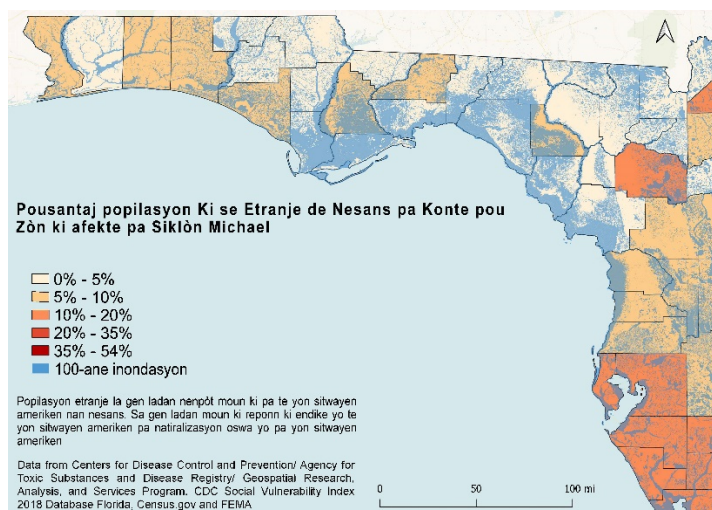 Pousantaj popilasyon Ki se Etranje de Nesans pa Konte pou
Zòn ki afekte pa Siklòn Michael
0% - 5%
5% - 10%
10% - 20%
20% - 35%
35% - 54%
100-ane inondasyon
Popilasyon etranje la gen ladan nenpòt moun ki pa te yon sitwayen
ameriken nan nesans. Sa gen ladan moun ki reponn ki endike yo te
yon sitwayen ameriken pa natiralizasyon oswa yo pa yon sitwayen
ameriken
Data from Centers for Disease Control and Prevention/ Agency for
Toxic Substances and Disease Registry/ Geospatial Research,
Analysis, and Services Program. CDC Social Vulnerability Index
2018 Database Florida, Census.gov and FEMA
0 50 100 mi